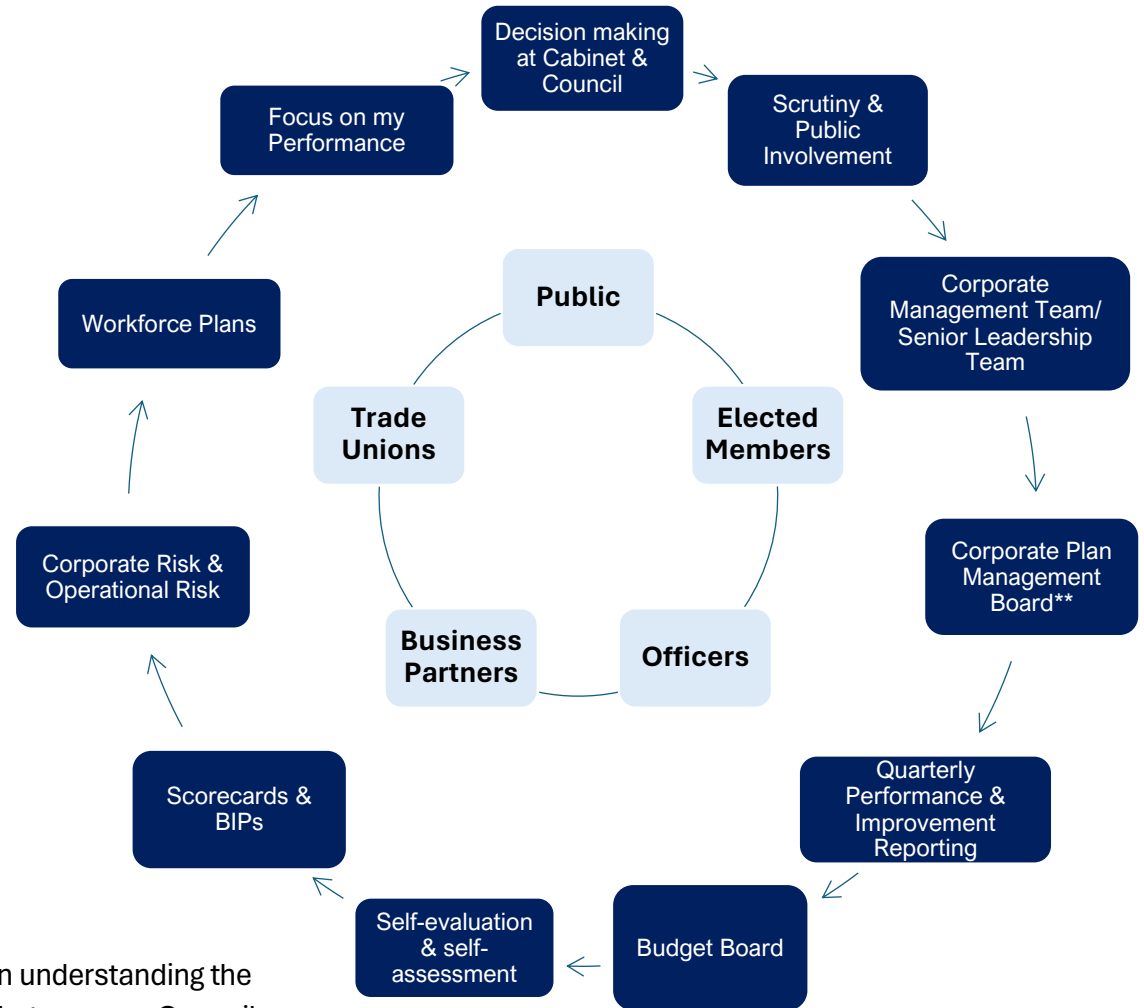 Decision making
at Cabinet &
Council
Scrutiny &
Public
Involvement
Corporate
Management Team/
Senior Leadership
Team
Corporate Plan
Management
Board**
Quarterly
Performance &
Improvement
Reporting
Budget Board
Self-evaluation
& self-
assessment
Scorecards &
BIPs
Corporate Risk &
Operational Risk
Workforce Plans
Focus on my
Performance
Public
Elected
Members
Officers
Business
Partners
Trade
Unions
n understanding the